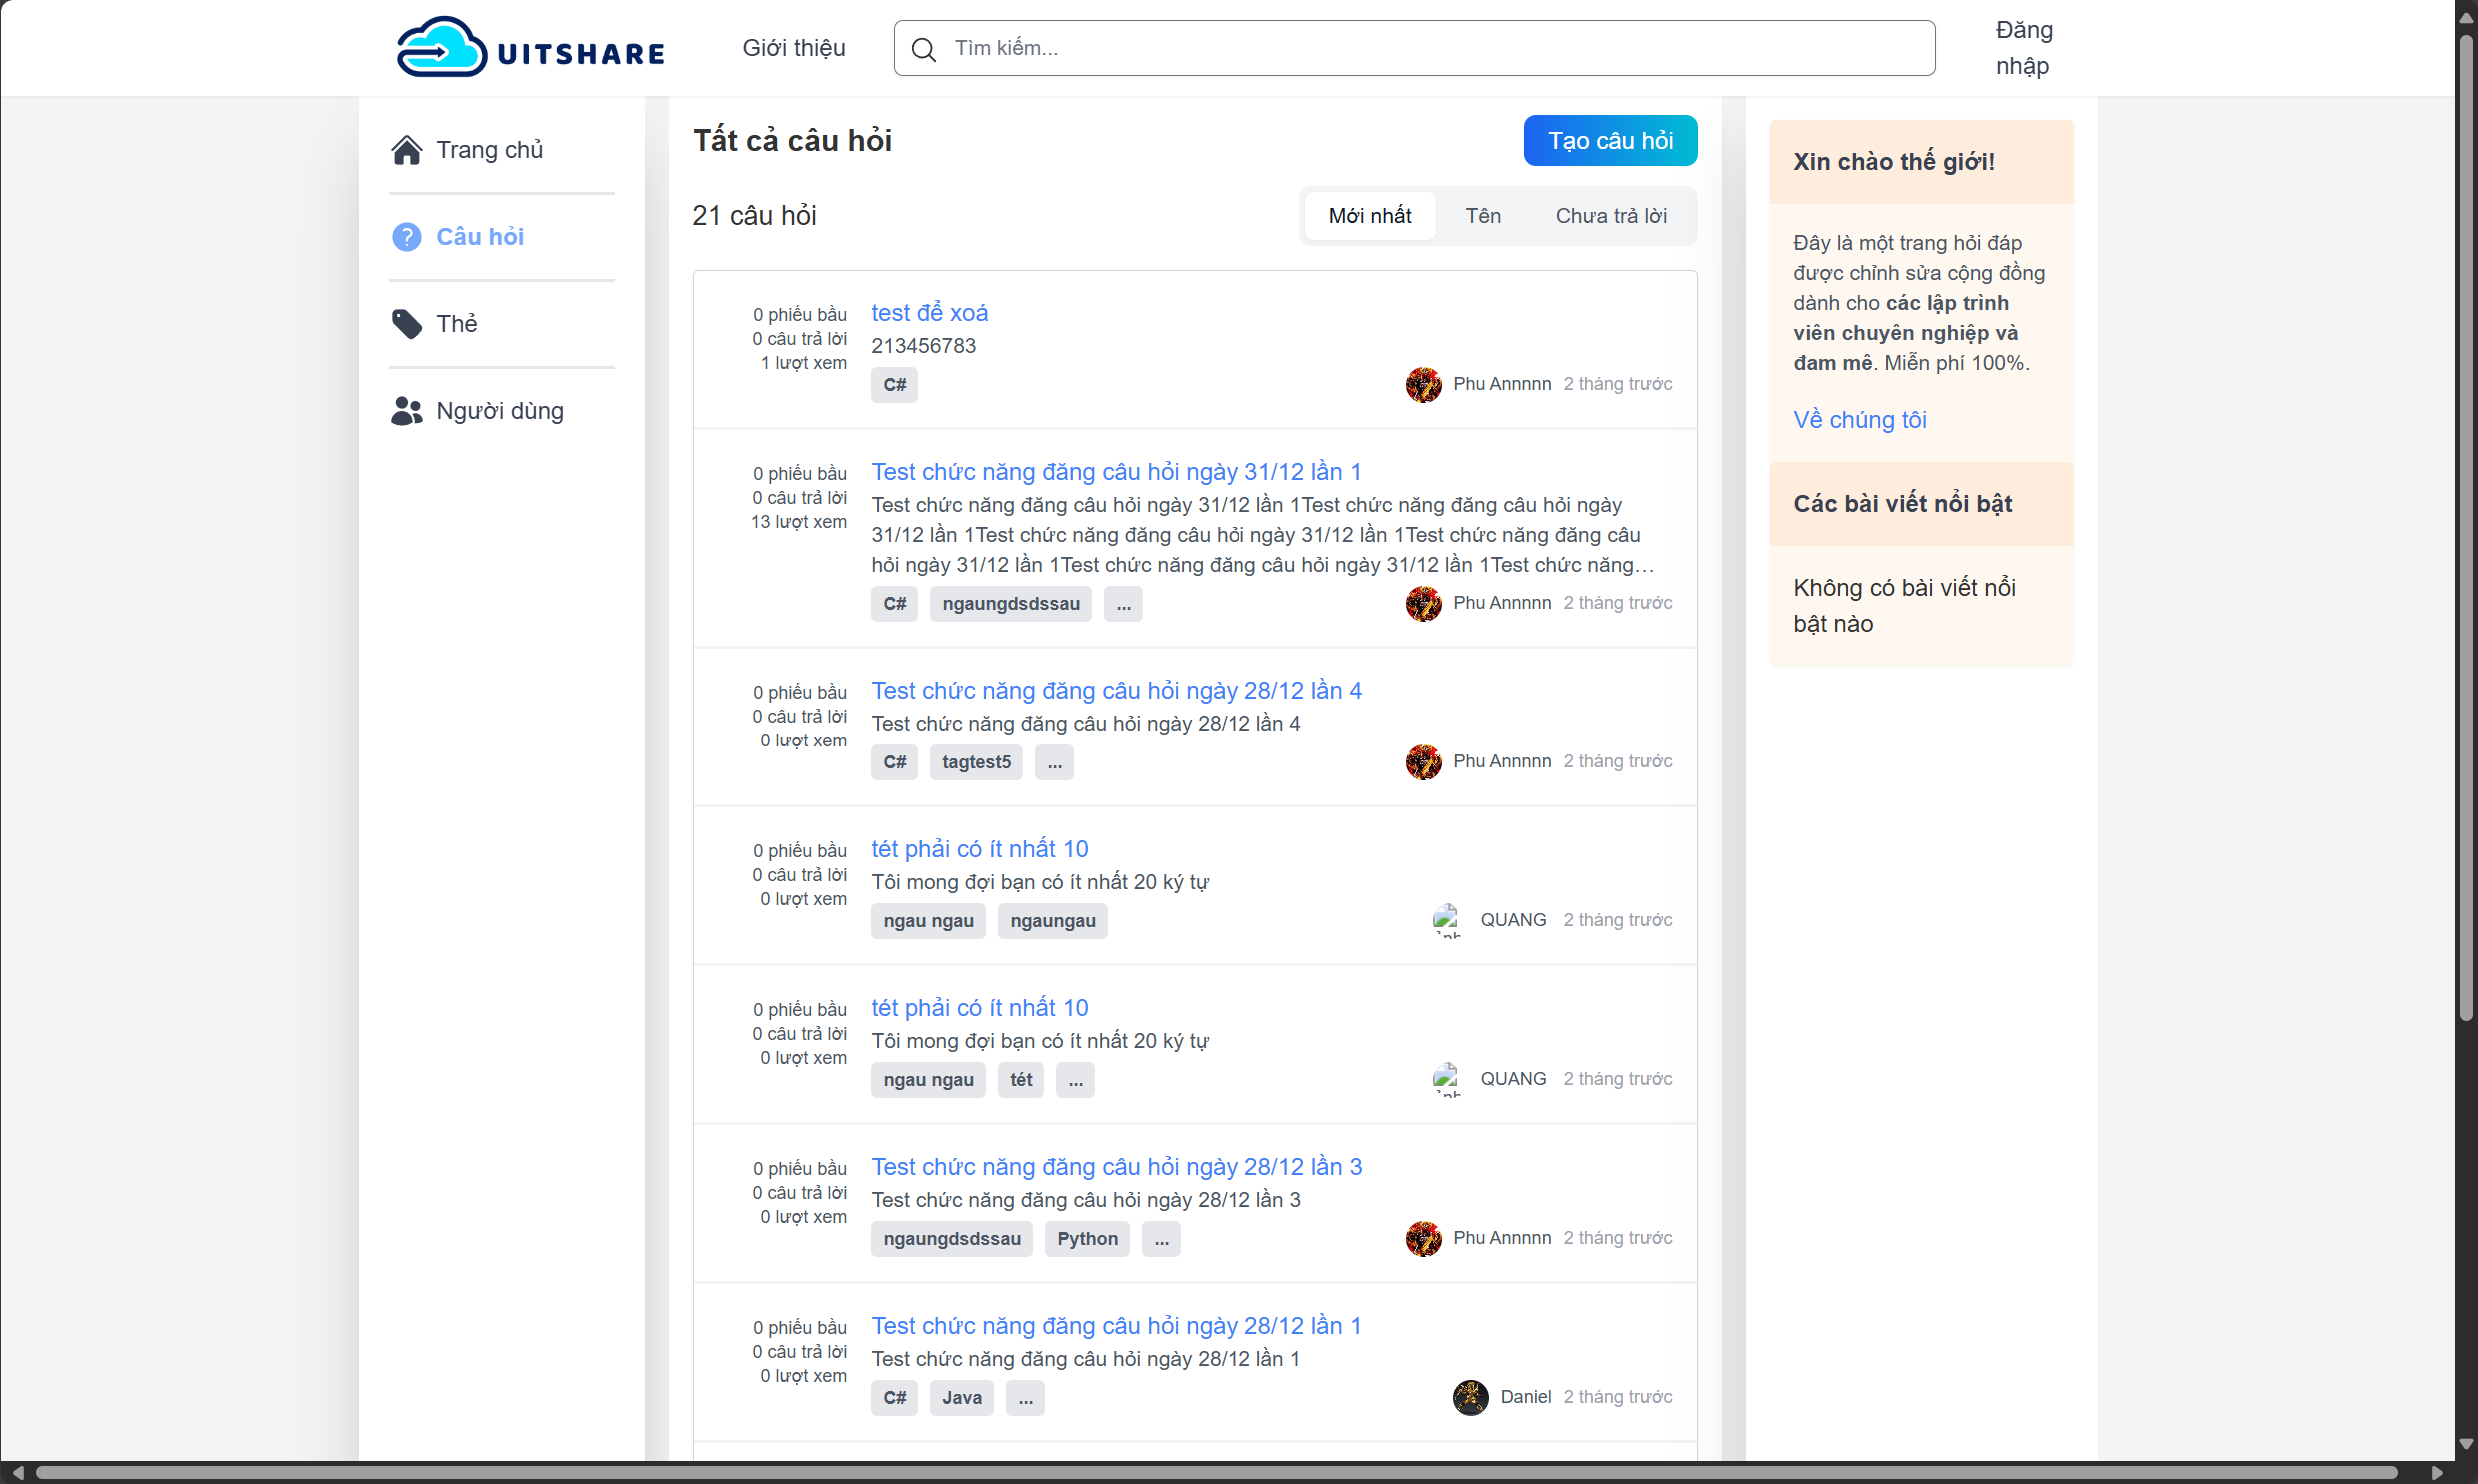 UITSHARE
Giới thiệu
Tìm kiếm...
Đăng
nhập
Trang chủ
Câu hỏi
Thẻ
Người dùng
Tất cả câu hỏi
Tạo câu hỏi
21 câu hỏi
Mới nhất
Tên
Chưa trả lời
0 phiếu bầu
0 câu trả lời
1 lượt xem
test để xoá
213456783
C#
Phu Annnnn 2 tháng trước
0 phiếu bầu
0 câu trả lời
13 lượt xem
Test chức năng đăng câu hỏi ngày 31/12 lần 1
Test chức năng đăng câu hỏi ngày 31/12 lần 1Test chức năng đăng câu hỏi ngày
31/12 lần 1Test chức năng đăng câu hỏi ngày 31/12 lần 1Test chức năng đăng câu
hỏi ngày 31/12 lần 1Test chức năng đăng câu hỏi ngày 31/12 lần 1Test chức năng...
C# ngaungdsdssau ...
Phu Annnnn 2 tháng trước
0 phiếu bầu
0 câu trả lời
0 lượt xem
Test chức năng đăng câu hỏi ngày 28/12 lần 4
Test chức năng đăng câu hỏi ngày 28/12 lần 4
C# tagtest5 ...
Phu Annnnn 2 tháng trước
0 phiếu bầu
0 câu trả lời
0 lượt xem
tét phải có ít nhất 10
Tôi mong đợi bạn có ít nhất 20 ký tự
ngau ngau ngaungau
QUANG 2 tháng trước
0 phiếu bầu
0 câu trả lời
0 lượt xem
tét phải có ít nhất 10
Tôi mong đợi bạn có ít nhất 20 ký tự
ngau ngau tét ...
QUANG 2 tháng trước
0 phiếu bầu
0 câu trả lời
0 lượt xem
Test chức năng đăng câu hỏi ngày 28/12 lần 3
Test chức năng đăng câu hỏi ngày 28/12 lần 3
ngaungdsdssau Python ...
Phu Annnnn 2 tháng trước
0 phiếu bầu
0 câu trả lời
0 lượt xem
Test chức năng đăng câu hỏi ngày 28/12 lần 1
Test chức năng đăng câu hỏi ngày 28/12 lần 1
C# Java ...
Daniel 2 tháng trước
Xin chào thế giới!
Đây là một trang hỏi đáp
được chỉnh sửa cộng đồng
dành cho các lập trình
viên chuyên nghiệp và
đam mê. Miễn phí 100%.
Về chúng tôi
Các bài viết nổi bật
Không có bài viết nổi
bật nào